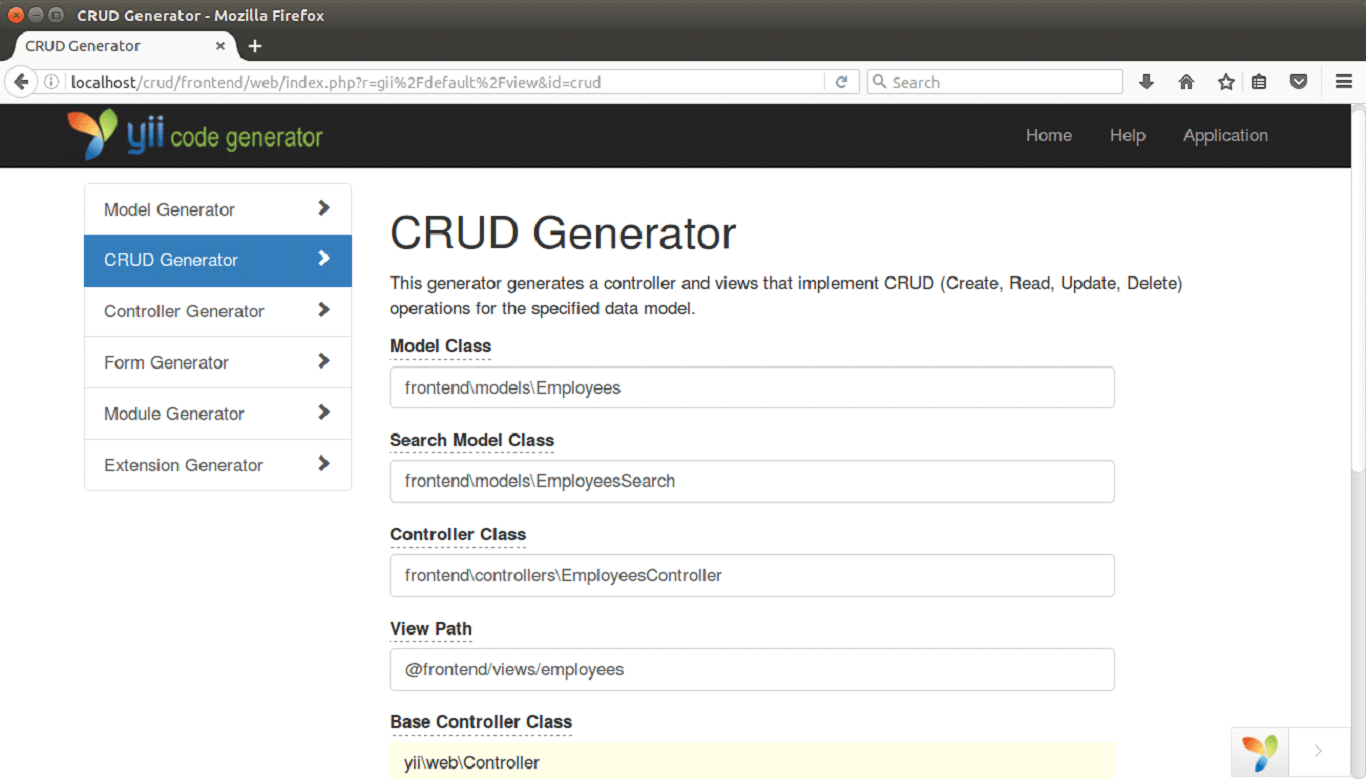 CRUD Generator - Mozilla Firefox
CRUD Generator
localhost/crud/frontend/web/index.php?r=gii%2Fdefault%2Fview&id=crud
Search
yii code generator
Home Help Application
Model Generator
CRUD Generator
Controller Generator
Form Generator
Module Generator
Extension Generator
CRUD Generator
This generator generates a controller and views that implement CRUD (Create, Read, Update, Delete)
operations for the specified data model.
Model Class
frontend\models\Employees
Search Model Class
frontend\models\EmployeesSearch
Controller Class
frontend\controllers\EmployeesController
View Path
@frontend/views/employees
Base Controller Class
yii\web\Controller